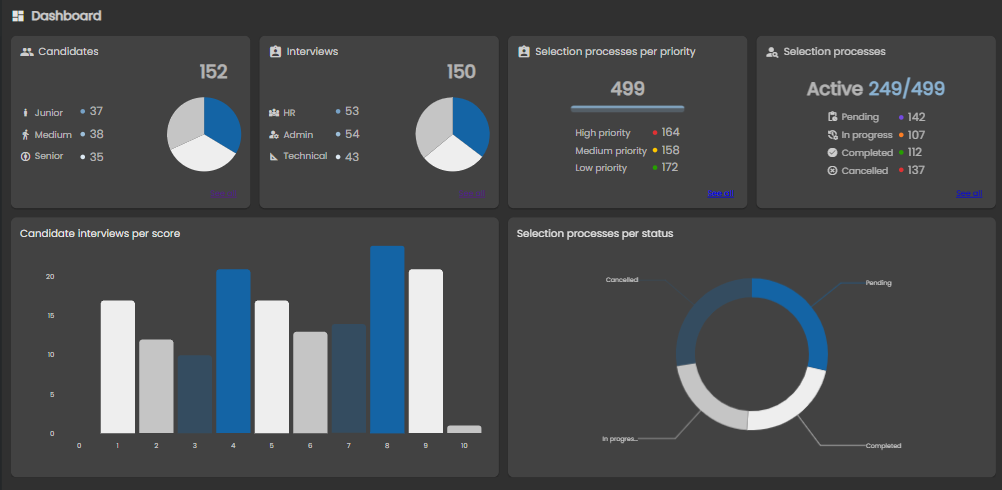 Dashboard
Candidates
152
Junior 37
Medium 38
Senior 35
See all
Interviews
150
HR 53
Admin 54
Technical 43
See all
Selection processes per priority
499
High priority 164
Medium priority 158
Low priority 172
See all
Selection processes
Active 249/499
Pending 142
In progress 107
Completed 112
Cancelled 137
See all
Candidate interviews per score
20
15
10
5
0
0 1 2 3 4 5 6 7 8 9 10
Selection processes per status
Cancelled
Pending
In progres...
Completed